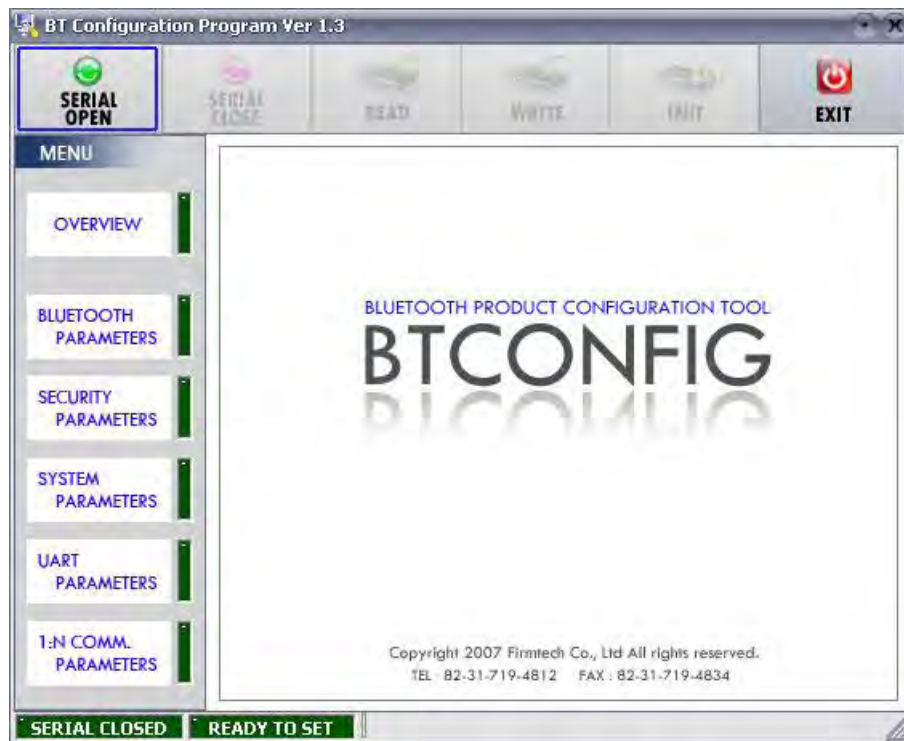 BT Configuration Program Ver 1.3
SERIAL
OPEN
SERIAL
CLOSE
READ
WRITE
INIT
EXIT
MENU
OVERVIEW
BLUETOOTH
PARAMETERS
SECURITY
PARAMETERS
SYSTEM
PARAMETERS
UART
PARAMETERS
1:N COMM.
PARAMETERS
BLUETOOTH PRODUCT CONFIGURATION TOOL
BTCONFIG
Copyright 2007 Firmtech Co., Ltd All rights reserved.
TEL : 82-31-719-4812 FAX : 82-31-719-4834
SERIAL CLOSED
READY TO SET